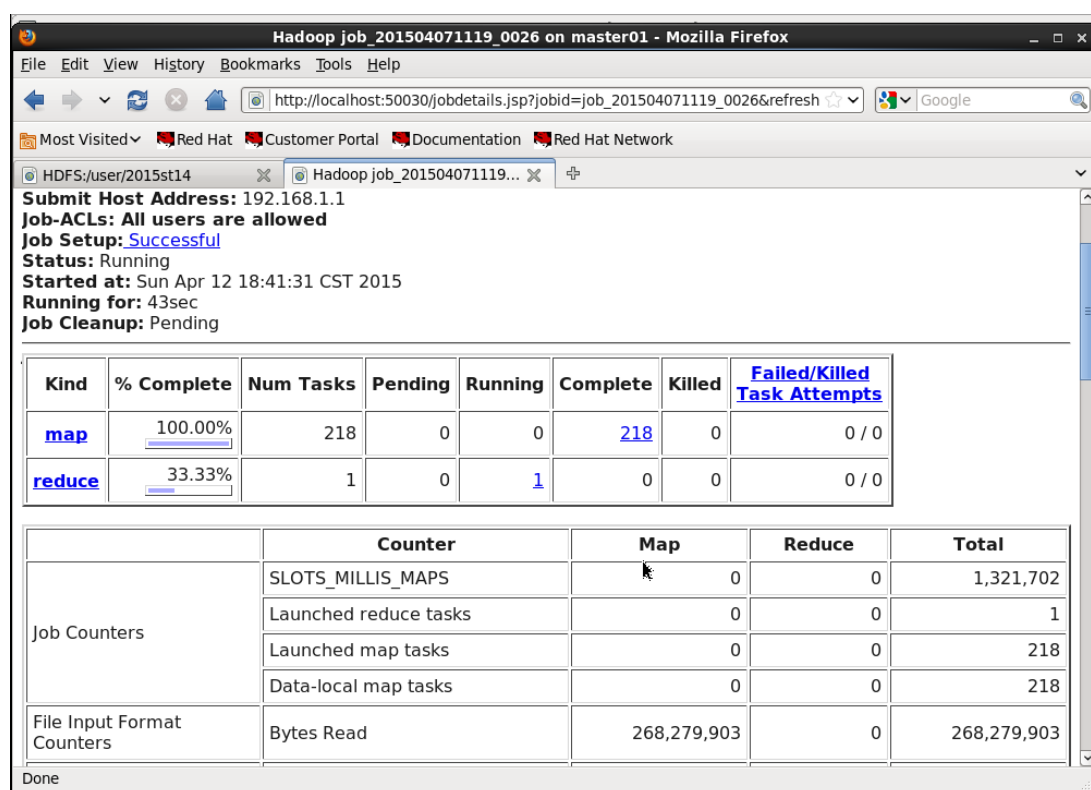 Hadoop job_201504071119_0026 on master01 - Mozilla Firefox
File Edit View History Bookmarks Tools Help
http://localhost:50030/jobdetails.jsp?jobid=job_201504071119_0026&refresh Google
Most Visited Red Hat Customer Portal Documentation Red Hat Network
HDFS:/user/2015st14 Hadoop job_201504071119...
Submit Host Address: 192.168.1.1
Job-ACLs: All users are allowed
Job Setup: Successful
Status: Running
Started at: Sun Apr 12 18:41:31 CST 2015
Running for: 43sec
Job Cleanup: Pending
Kind % Complete Num Tasks Pending Running Complete Killed Failed/Killed
Task Attempts
map 100.00% 218 0 0 218 0 0 / 0
reduce 33.33% 1 0 1 0 0 0 / 0
Counter Map Reduce Total
Job Counters
SLOTS_MILLIS_MAPS 0 0 1,321,702
Launched reduce tasks 0 0 1
Launched map tasks 0 0 218
Data-local map tasks 0 0 218
File Input Format
Counters
Bytes Read 268,279,903 0 268,279,903
Done